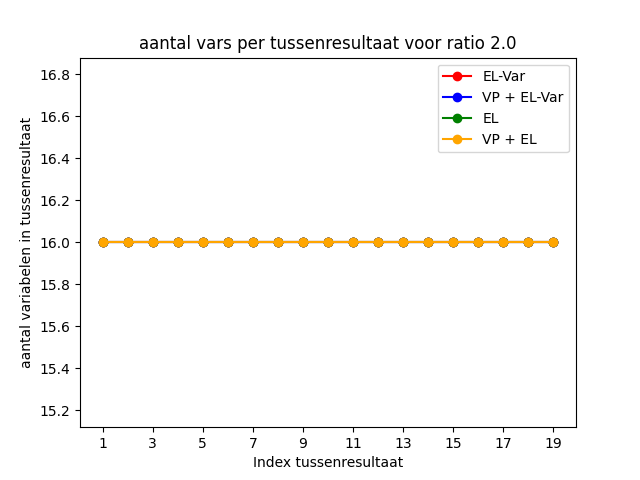 aantal vars per tussenresultaat voor ratio 2.0
EL-Var
VP + EL-Var
EL
VP + EL
aantal variabelen in tussenresultaat
16.8
16.6
16.4
16.2
16.0
15.8
15.6
15.4
15.2
1 3 5 7 9 11 13 15 17 19
Index tussenresultaat